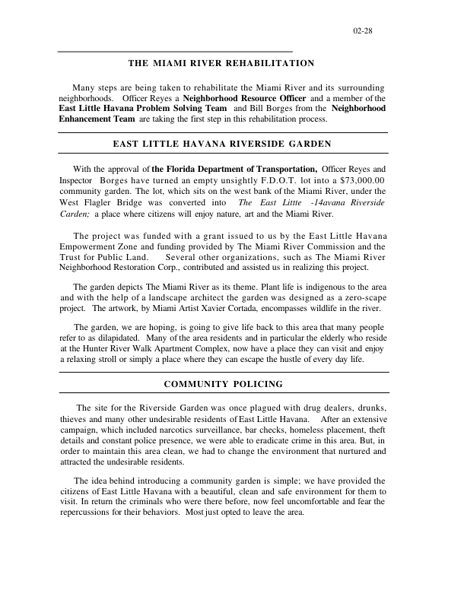 02-28
THE MIAMI RIVER REHABILITATION
Many steps are being taken to rehabilitate the Miami River and its surrounding
neighborhoods. Officer Reyes a Neighborhood Resource Officer and a member of the
East Little Havana Problem Solving Team and Bill Borges from the Neighborhood
Enhancement Team are taking the first step in this rehabilitation process.
EAST LITTLE HAVANA RIVERSIDE GARDEN
With the approval of the Florida Department of Transportation, Officer Reyes and
Inspector Borges have turned an empty unsightly F.D.O.T. lot into a $73,000.00
community garden. The lot, which sits on the west bank of the Miami River, under the
West Flagler Bridge was converted into The East Little -14avana Riverside
Carden; a place where citizens will enjoy nature, art and the Miami River.
The project was funded with a grant issued to us by the East Little Havana
Empowerment Zone and funding provided by The Miami River Commission and the
Trust for Public Land. Several other organizations, such as The Miami River
Neighborhood Restoration Corp., contributed and assisted us in realizing this project.
The garden depicts The Miami River as its theme. Plant life is indigenous to the area
and with the help of a landscape architect the garden was designed as a zero-scape
project. The artwork, by Miami Artist Xavier Cortada, encompasses wildlife in the river.
The garden, we are hoping, is going to give life back to this area that many people
refer to as dilapidated. Many of the area residents and in particular the elderly who reside
at the Hunter River Walk Apartment Complex, now have a place they can visit and enjoy
a relaxing stroll or simply a place where they can escape the hustle of every day life.
COMMUNITY POLICING
The site for the Riverside Garden was once plagued with drug dealers, drunks,
thieves and many other undesirable residents of East Little Havana. After an extensive
campaign, which included narcotics surveillance, bar checks, homeless placement, theft
details and constant police presence, we were able to eradicate crime in this area. But, in
order to maintain this area clean, we had to change the environment that nurtured and
attracted the undesirable residents.
The idea behind introducing a community garden is simple; we have provided the
citizens of East Little Havana with a beautiful, clean and safe environment for them to
visit. In return the criminals who were there before, now feel uncomfortable and fear the
repercussions for their behaviors. Most just opted to leave the area.